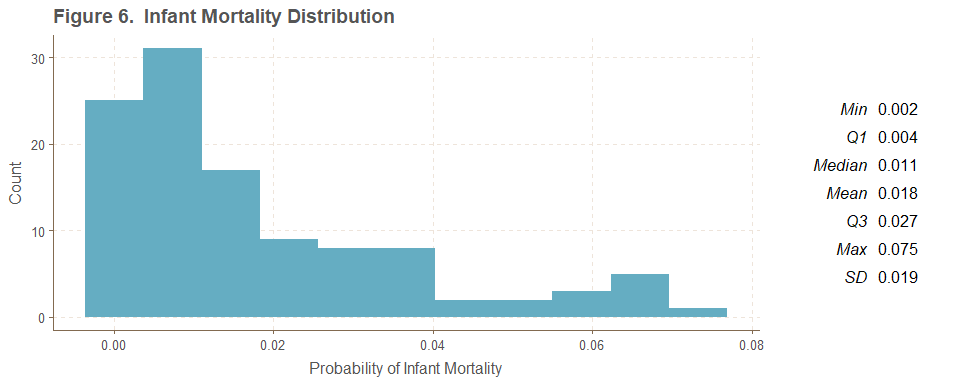 Figure 6.  Infant Mortality Distribution
30
20
10
0
Count
0.00 0.02 0.04 0.06 0.08
Probability of Infant Mortality
Min 0.002
Q1 0.004
Median 0.011
Mean 0.018
Q3 0.027
Max 0.075
SD 0.019